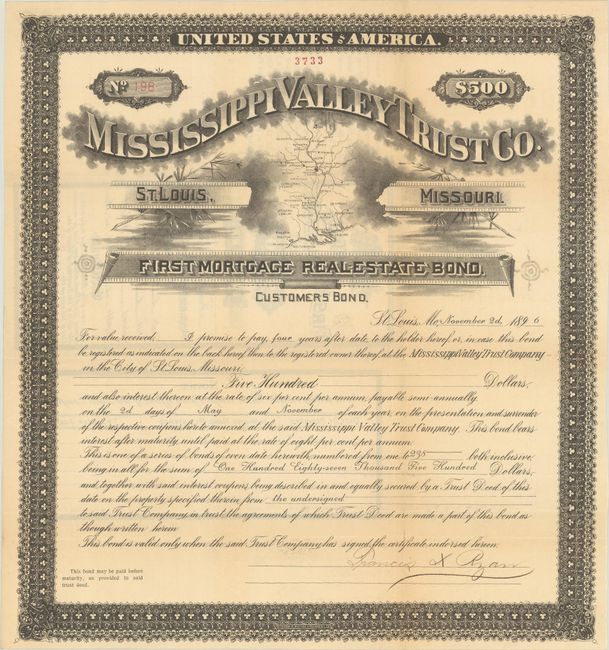 UNITED STATES OF AMERICA.
3733
No 198
$500
MISSISSIPPI VALLEY TRUST CO.
ST. LOUIS, MISSOURI.
FIRST MORTGAGE REAL ESTATE BOND.
CUSTOMERS BOND.
St. Louis, Mo. November 2d, 1896
For value received, I promise to pay, four years after date, to the holder hereof or, in case this bond
be registered as indicated on the back hereof then to the registered owner thereof, at the Mississippi Valley Trust Company
in the City of St. Louis, Missouri,
Five Hundred Dollars,
and also interest thereon at the rate of six per cent per annum, payable semi-annually
on the 2d days of May and November of each year, on the presentation and surrender
of the respective coupons hereto annexed, at the said Mississippi Valley Trust Company. This bond bears
interest after maturity until paid at the rate of eight per cent per annum.
This is one of a series of bonds of even date herewith, numbered from one to 235 both inclusive,
being in all for the sum of One Hundred Eighty-seven Thousand Five Hundred Dollars,
and, together with said interest coupons, being described in and equally secured by a Trust Deed of this
date on the property specified therein from the undersigned
to said Trust Company, in trust, the agreements of which Trust Deed are made a part of this bond as
though written herein.
This bond is valid only when the said Trust Company has signed the certificate indorsed hereon.
Francis X Ryan
This bond may be paid before
maturity, as provided in said
trust deed.